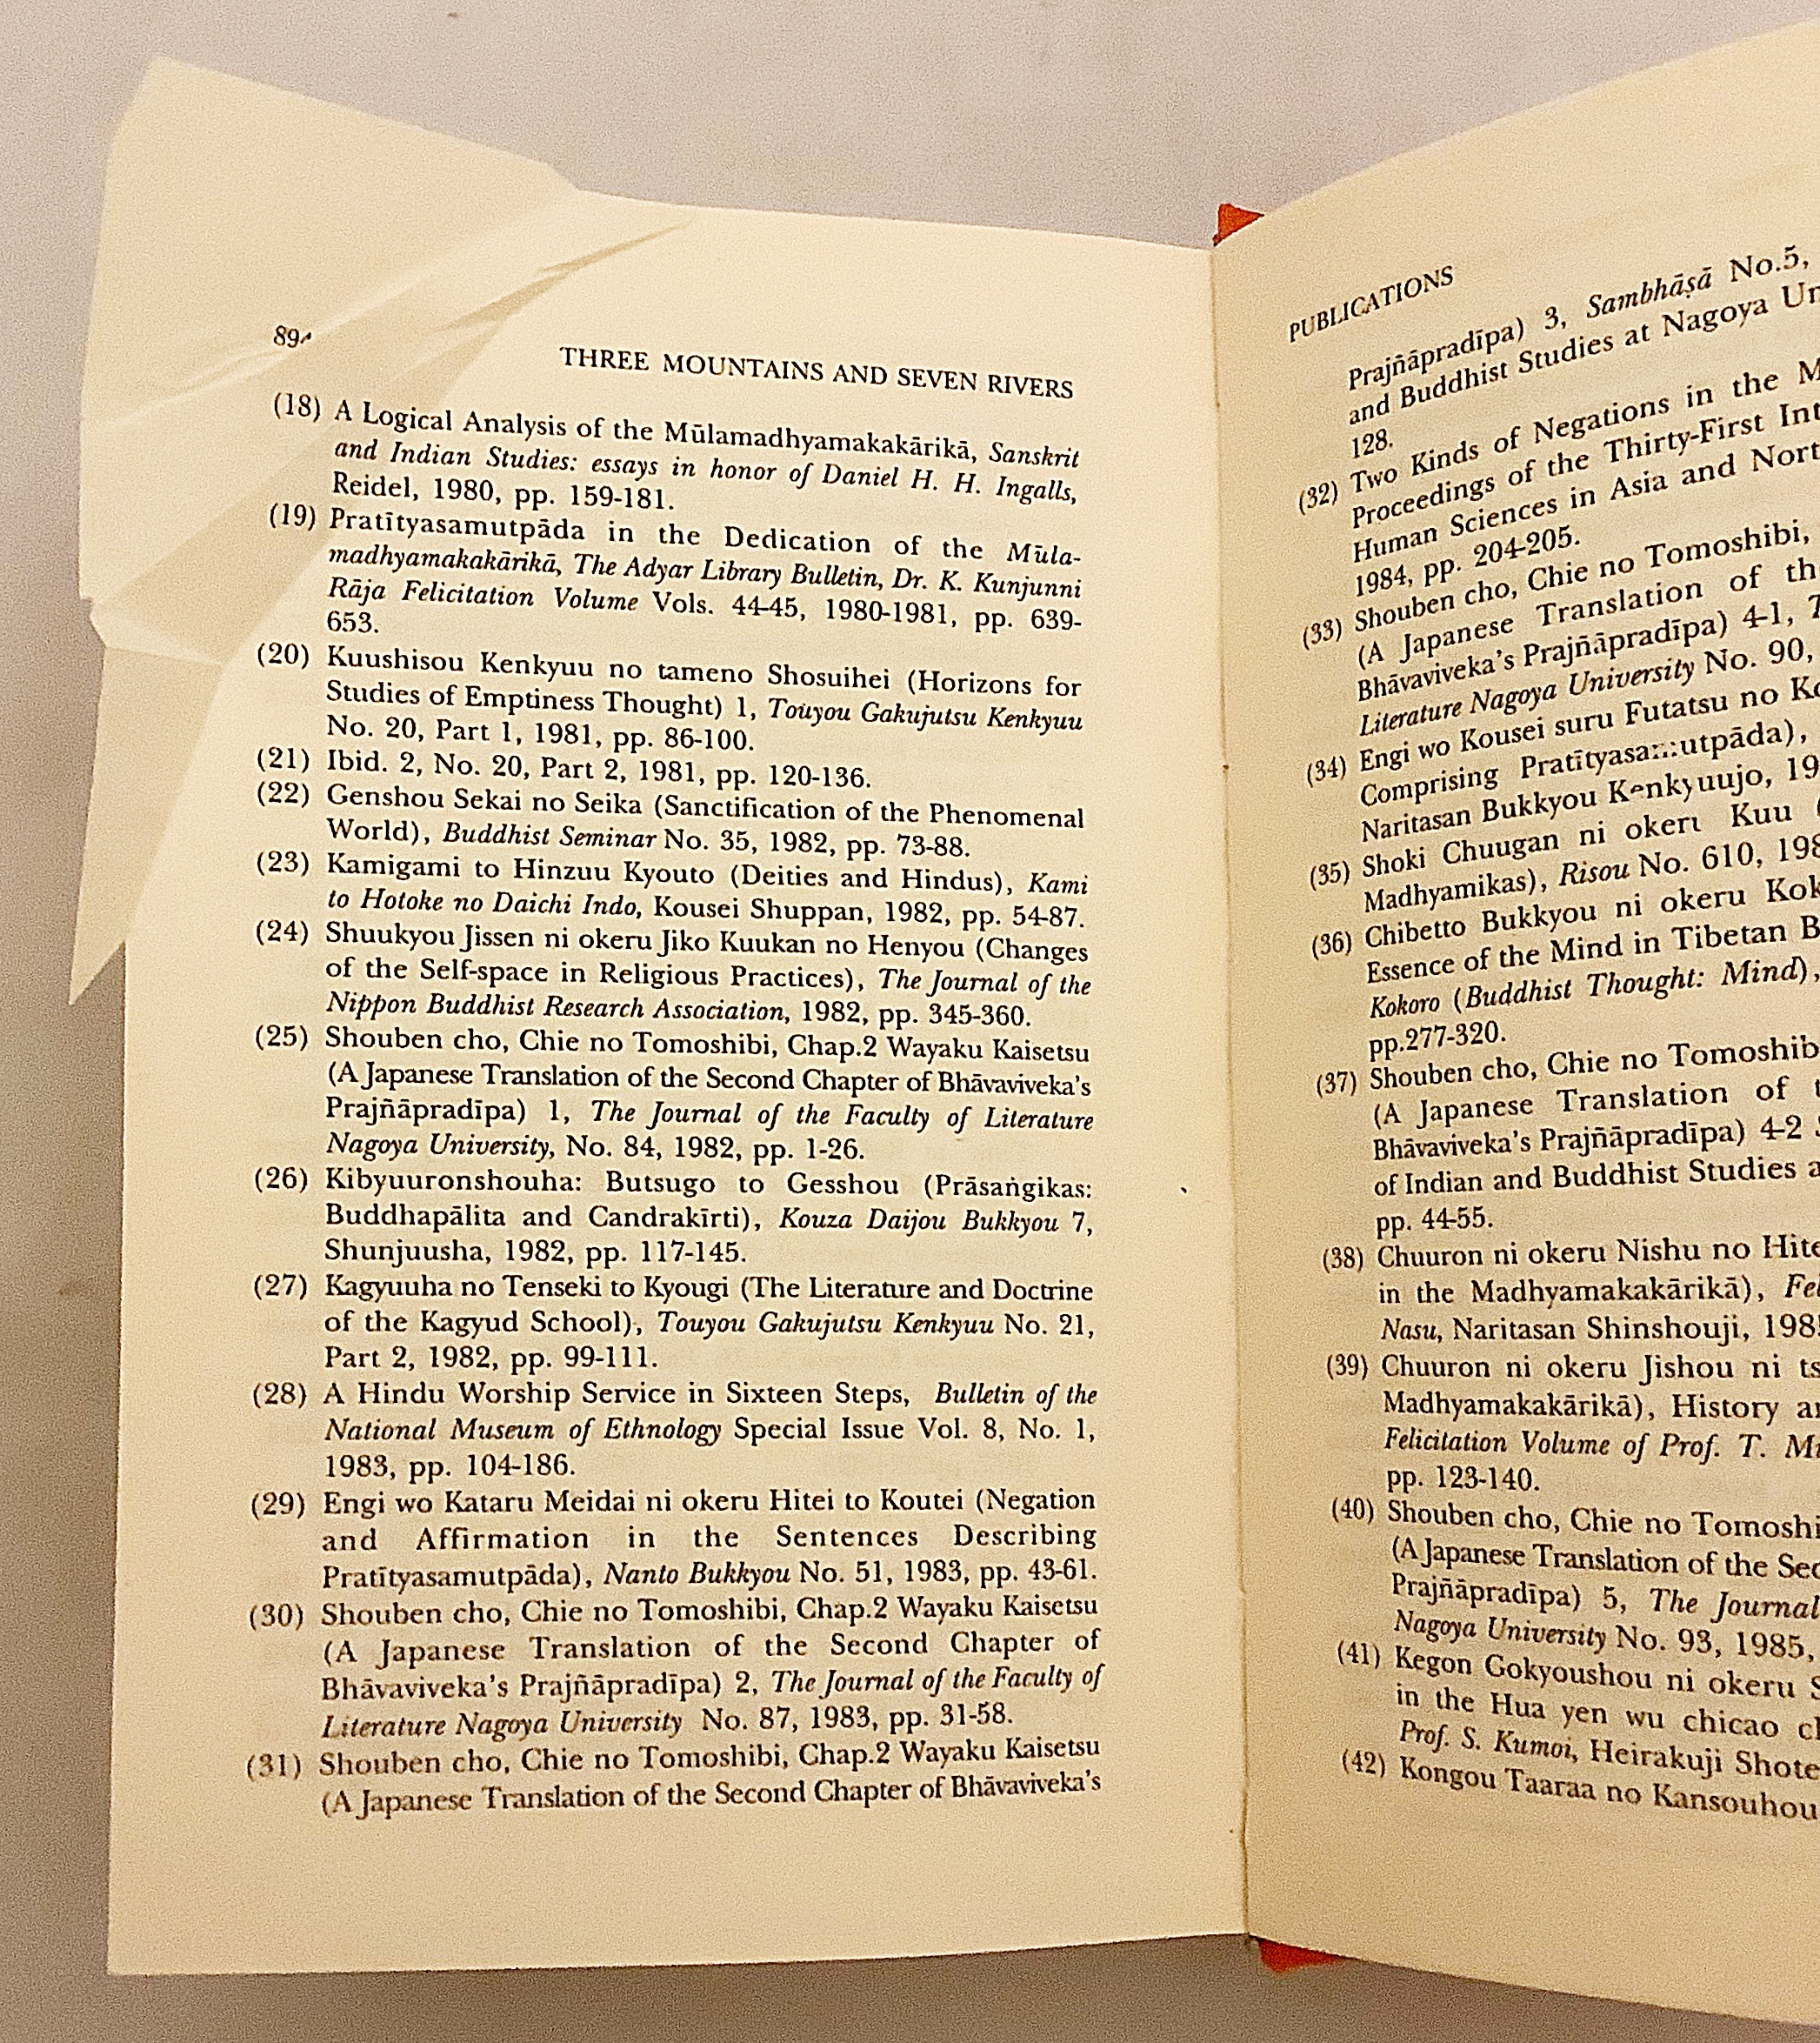 THREE MOUNTAINS AND SEVEN RIVERS
(18) A Logical Analysis of the Mūlamadhyamakakārikā, Sanskrit
and Indian Studies: essays in honor of Daniel H. H. Ingalls,
Reidel, 1980, pp. 159-181.
(19) Pratītyasamutpāda in the Dedication of the Mūla-
madhyamakakārikā, The Adyar Library Bulletin, Dr. K. Kunjunni
Rāja Felicitation Volume Vols. 44-45, 1980-1981, pp. 639-
653.
(20) Kuushisou Kenkyuu no tameno Shosuihei (Horizons for
Studies of Emptiness Thought) 1, Touyou Gakujutsu Kenkyuu
No. 20, Part 1, 1981, pp. 86-100.
(21) Ibid. 2, No. 20, Part 2, 1981, pp. 120-136.
(22) Genshou Sekai no Seika (Sanctification of the Phenomenal
World), Buddhist Seminar No. 35, 1982, pp. 73-88.
(23) Kamigami to Hinzuu Kyouto (Deities and Hindus), Kami
to Hotoke no Daichi Indo, Kousei Shuppan, 1982, pp. 54-87.
(24) Shuukyou Jissen ni okeru Jiko Kuukan no Henyou (Changes
of the Self-space in Religious Practices), The Journal of the
Nippon Buddhist Research Association, 1982, pp. 345-360.
(25) Shouben cho, Chie no Tomoshibi, Chap.2 Wayaku Kaisetsu
(A Japanese Translation of the Second Chapter of Bhāvaviveka's
Prajñāpradīpa) 1, The Journal of the Faculty of Literature
Nagoya University, No. 84, 1982, pp. 1-26.
(26) Kibyuuronshouha: Butsugo to Gesshou (Prāsaṅgikas:
Buddhapālita and Candrakīrti), Kouza Daijou Bukkyou 7,
Shunjuusha, 1982, pp. 117-145.
(27) Kagyuuha no Tenseki to Kyougi (The Literature and Doctrine
of the Kagyud School), Touyou Gakujutsu Kenkyuu No. 21,
Part 2, 1982, pp. 99-111.
(28) A Hindu Worship Service in Sixteen Steps, Bulletin of the
National Museum of Ethnology Special Issue Vol. 8, No. 1,
1983, pp. 104-186.
(29) Engi wo Kataru Meidai ni okeru Hitei to Koutei (Negation
and Affirmation in the Sentences Describing
Pratītyasamutpāda), Nanto Bukkyou No. 51, 1983, pp. 43-61.
(30) Shouben cho, Chie no Tomoshibi, Chap.2 Wayaku Kaisetsu
(A Japanese Translation of the Second Chapter of
Bhāvaviveka's Prajñāpradīpa) 2, The Journal of the Faculty of
Literature Nagoya University No. 87, 1983, pp. 31-58.
(31) Shouben cho, Chie no Tomoshibi, Chap.2 Wayaku Kaisetsu
(A Japanese Translation of the Second Chapter of Bhāvaviveka's
PUBLICATIONS
Prajñāpradīpa) 3, Sambhāṣā No.5,
and Buddhist Studies at Nagoya
128.
(32) Two Kinds of Negations in the
Proceedings of the Thirty-First
Human Sciences in Asia and
1984, pp. 204-205.
(33) Shouben cho, Chie no Tomoshibi,
(A Japanese Translation of
Bhāvaviveka's Prajñāpradīpa) 4-1,
Literature Nagoya University No. 90,
(34) Engi wo Kousei suru Futatsu no
Comprising Pratītyasamutpāda),
Naritasan Bukkyou Kenkyuujo,
(35) Shoki Chuugan ni okeru Kuu
Madhyamikas), Risou No. 610,
(36) Chibetto Bukkyou ni okeru
Essence of the Mind in Tibetan
Kokoro (Buddhist Thought: Mind),
pp.277-320.
(37) Shouben cho, Chie no
(A Japanese Translation of
Bhāvaviveka's Prajñāpradīpa) 4-2
of Indian and Buddhist Studies
pp. 44-55.
(38) Chuuron ni okeru Nishu no
in the Madhyamakakārikā),
Nasu, Naritasan Shinshouji,
(39) Chuuron ni okeru Jishou ni
Madhyamakakārikā), History
Felicitation Volume of Prof. T.
pp. 123-140.
(40) Shouben cho, Chie no
(A Japanese Translation of the
Prajñāpradīpa) 5, The Journal
Nagoya University No. 93, 1985,
(41) Kegon Gokyoushou ni okeru
in the Hua yen wu chicao
Prof. S. Kumoi, Heirakuji
(42) Kongou Taaraa no Kansouhou